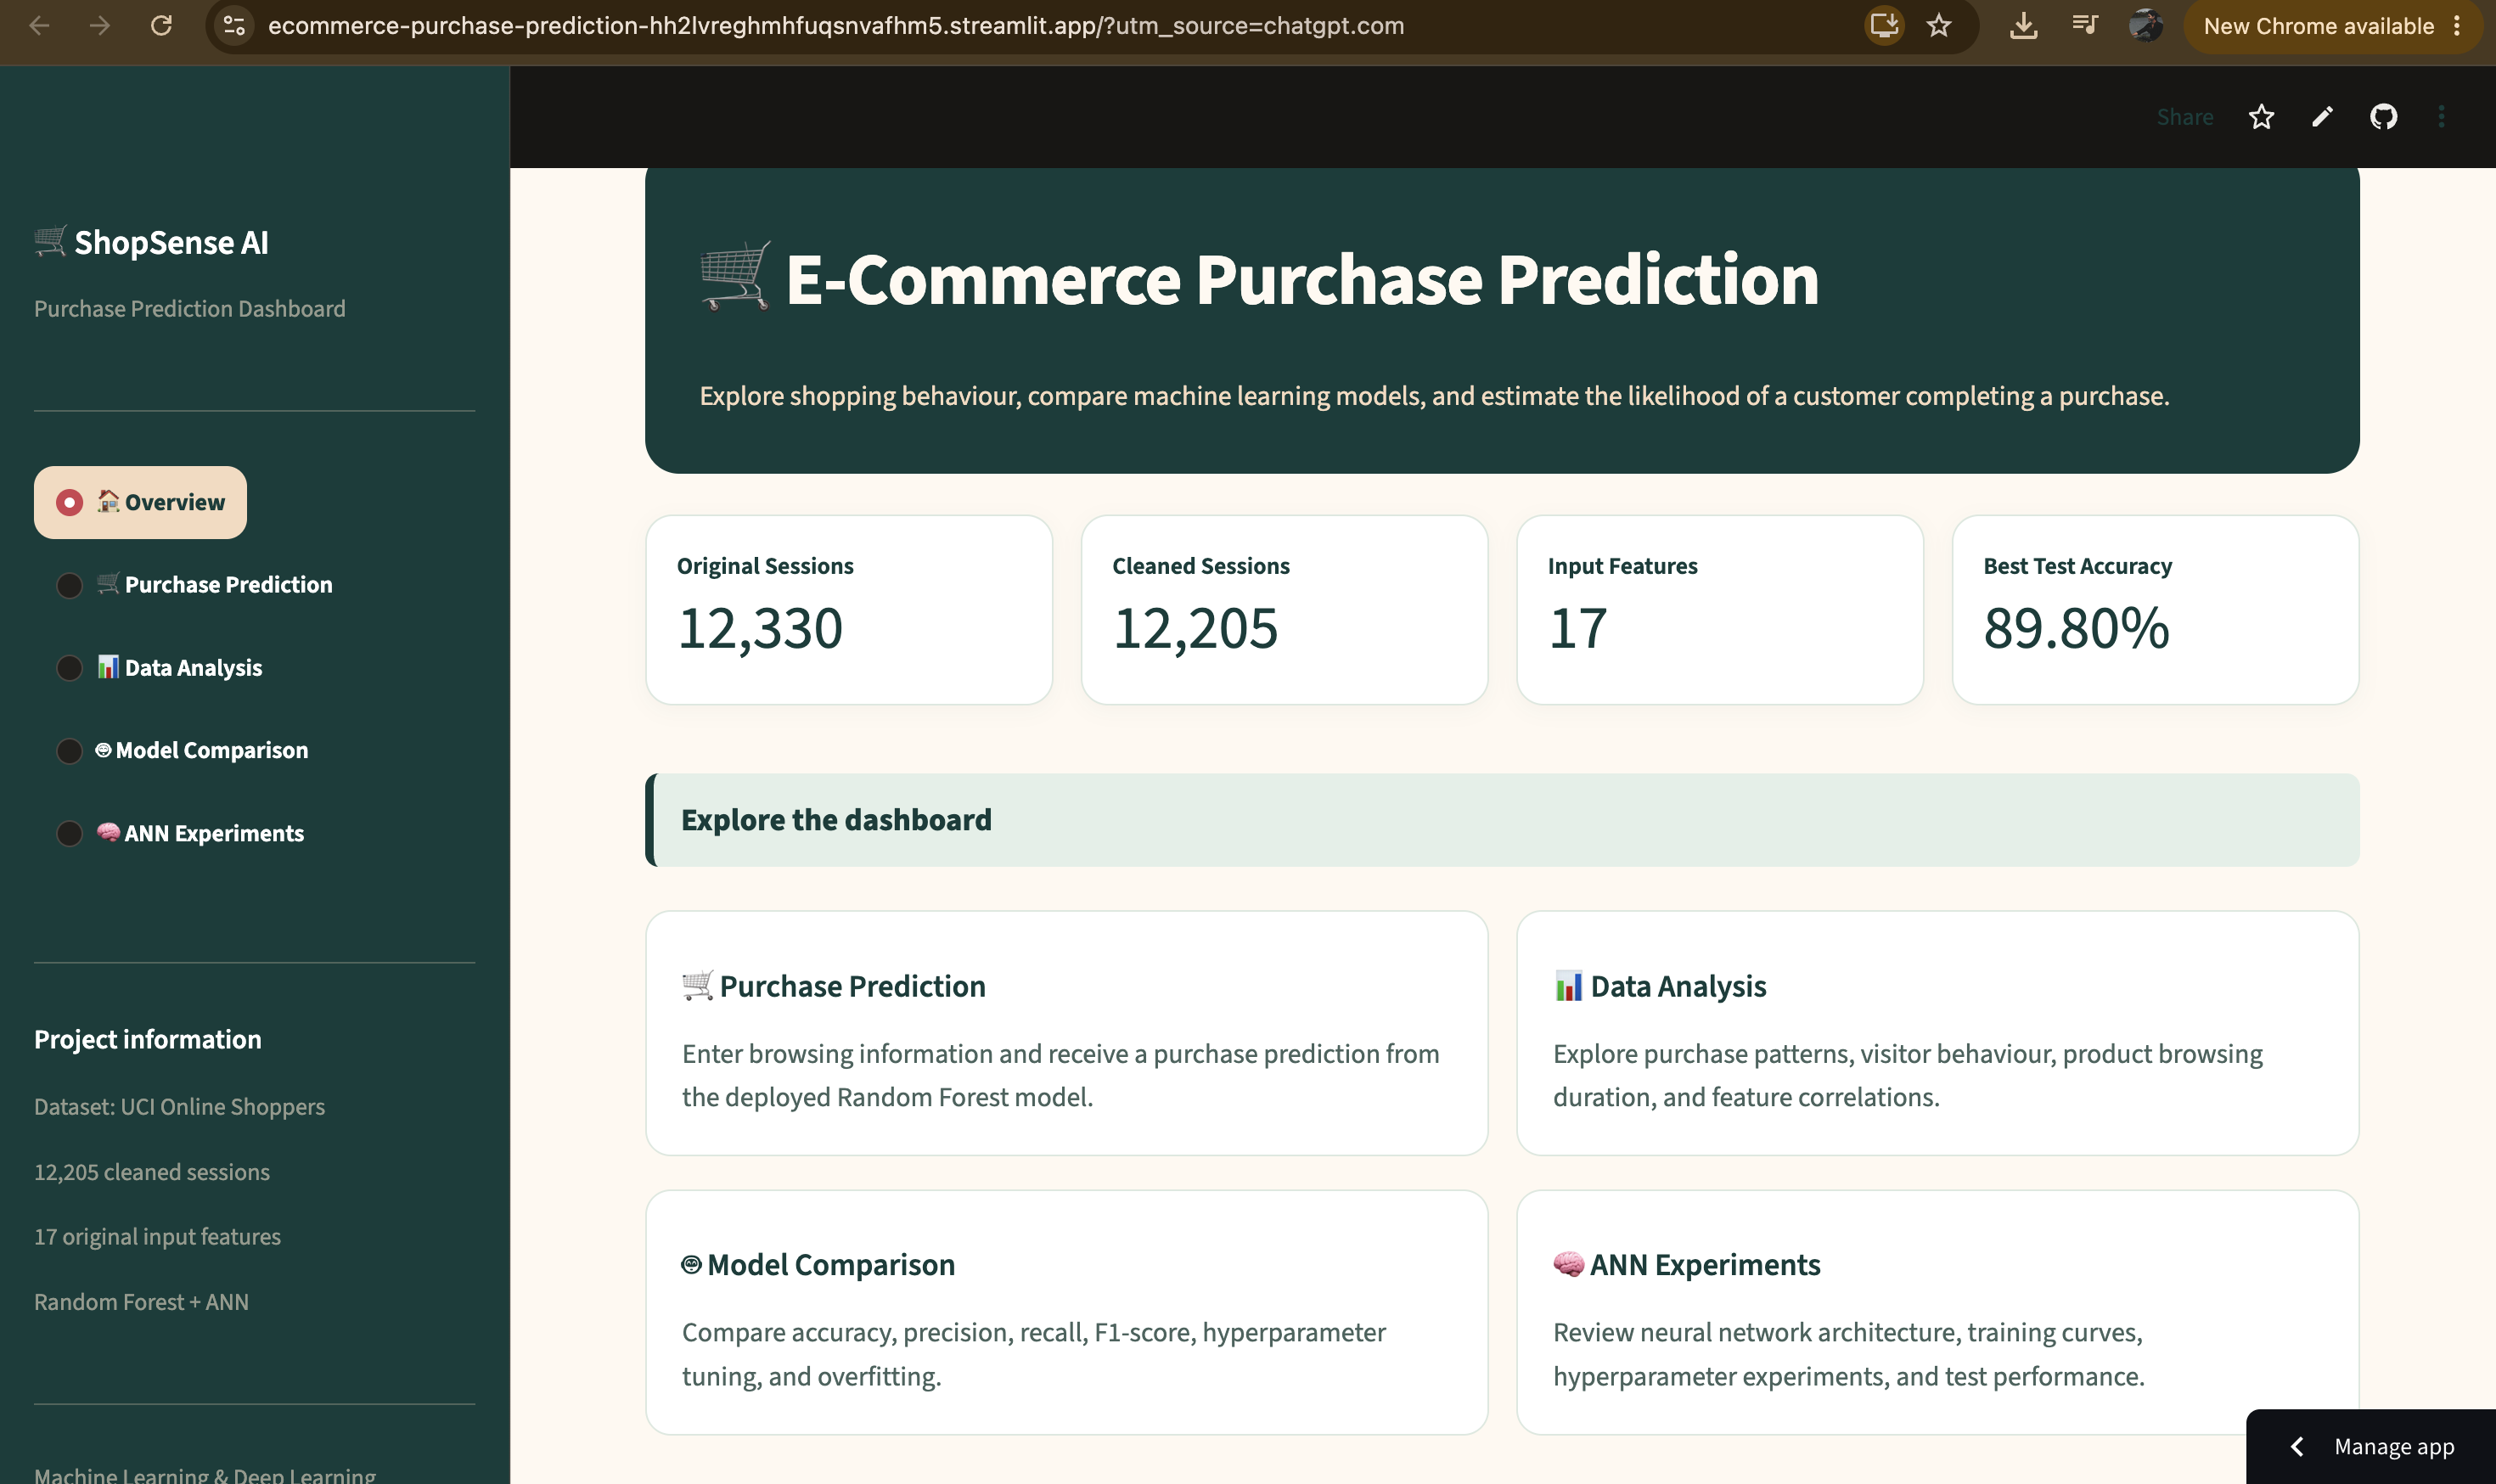 ecommerce-purchase-prediction-hh2lvreghmhfuqsnvafhm5.streamlit.app/?utm_source=chatgpt.com
New Chrome available
Share
ShopSense AI
Purchase Prediction Dashboard
Overview
Purchase Prediction
Data Analysis
Model Comparison
ANN Experiments
Project information
Dataset: UCI Online Shoppers
12,205 cleaned sessions
17 original input features
Random Forest + ANN
Machine Learning & Deep Learning
E-Commerce Purchase Prediction
Explore shopping behaviour, compare machine learning models, and estimate the likelihood of a customer completing a purchase.
Original Sessions
12,330
Cleaned Sessions
12,205
Input Features
17
Best Test Accuracy
89.80%
Explore the dashboard
Purchase Prediction
Enter browsing information and receive a purchase prediction from
the deployed Random Forest model.
Data Analysis
Explore purchase patterns, visitor behaviour, product browsing
duration, and feature correlations.
Model Comparison
Compare accuracy, precision, recall, F1-score, hyperparameter
tuning, and overfitting.
ANN Experiments
Review neural network architecture, training curves,
hyperparameter experiments, and test performance.
Manage app